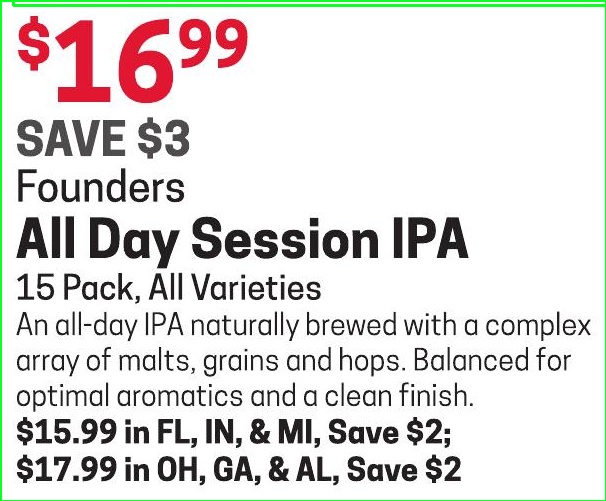 $16.99
SAVE $3
Founders
All Day Session IPA
15 Pack, All Varieties
An all-day IPA naturally brewed with a complex
array of malts, grains and hops. Balanced for
optimal aromatics and a clean finish.
$15.99 in FL, IN, & MI, Save $2;
$17.99 in OH, GA, & AL, Save $2